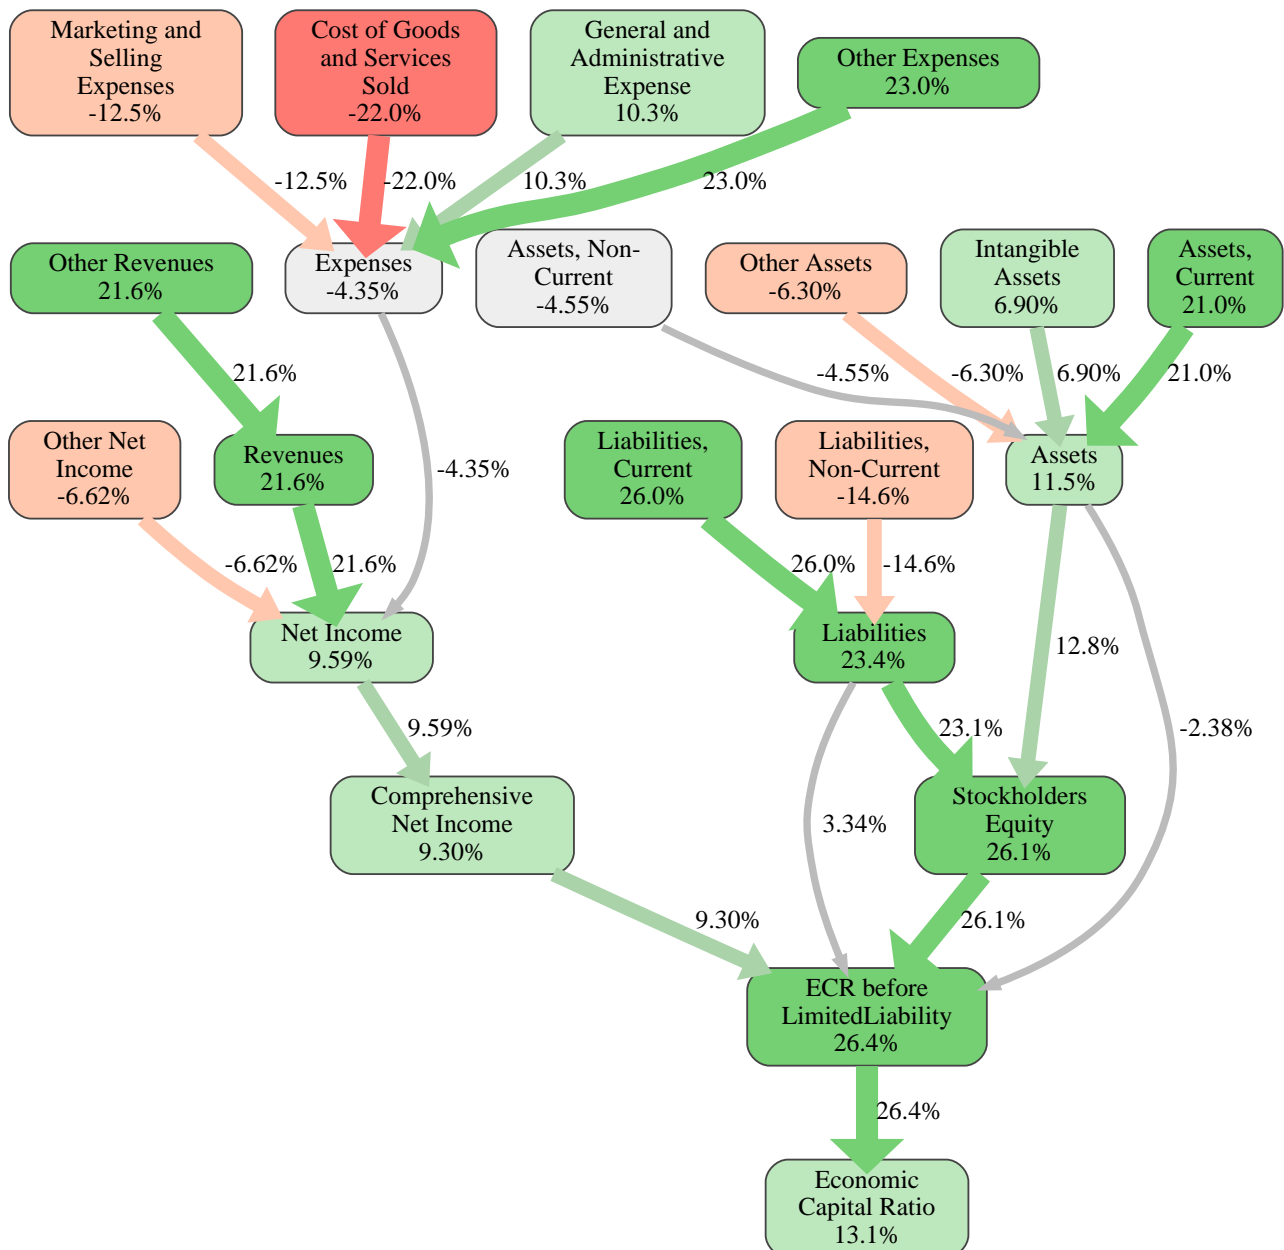 Marketing and
Selling
Expenses
-12.5%
Cost of Goods
and Services
Sold
-22.0%
General and
Administrative
Expense
10.3%
Other Expenses
23.0%
-12.5%
-22.0%
10.3%
23.0%
Other Revenues
21.6%
Expenses
-4.35%
Assets, Non-
Current
-4.55%
Other Assets
-6.30%
Intangible
Assets
6.90%
Assets,
Current
21.0%
21.6%
-4.55%
-6.30%
6.90%
21.0%
Other Net
Income
-6.62%
Revenues
21.6%
-4.35%
Liabilities,
Current
26.0%
Liabilities,
Non-Current
-14.6%
Assets
11.5%
-6.62%
21.6%
26.0%
-14.6%
Net Income
9.59%
Liabilities
23.4%
12.8%
9.59%
23.1%
-2.38%
Comprehensive
Net Income
9.30%
3.34%
Stockholders
Equity
26.1%
9.30%
26.1%
ECR before
LimitedLiability
26.4%
26.4%
Economic
Capital Ratio
13.1%